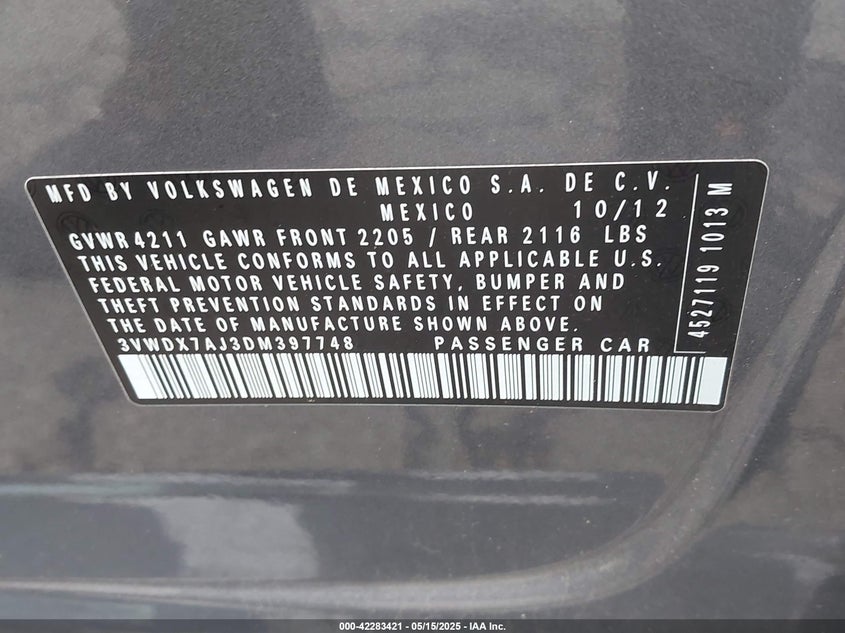 MFD BY VOLKSWAGEN DE MEXICO S.A. DE C.V.
MEXICO 10/12
GVWR 4211 GAWR FRONT 2205 / REAR 2116 LBS
THIS VEHICLE CONFORMS TO ALL APPLICABLE U.S.
FEDERAL MOTOR VEHICLE SAFETY, BUMPER AND
THEFT PREVENTION STANDARDS IN EFFECT ON
THE DATE OF MANUFACTURE SHOWN ABOVE.
3VWDX7AJ3DM397748 PASSENGER CAR
4527119 1013 M
000-42283421 - 05/15/2025 - IAA Inc.